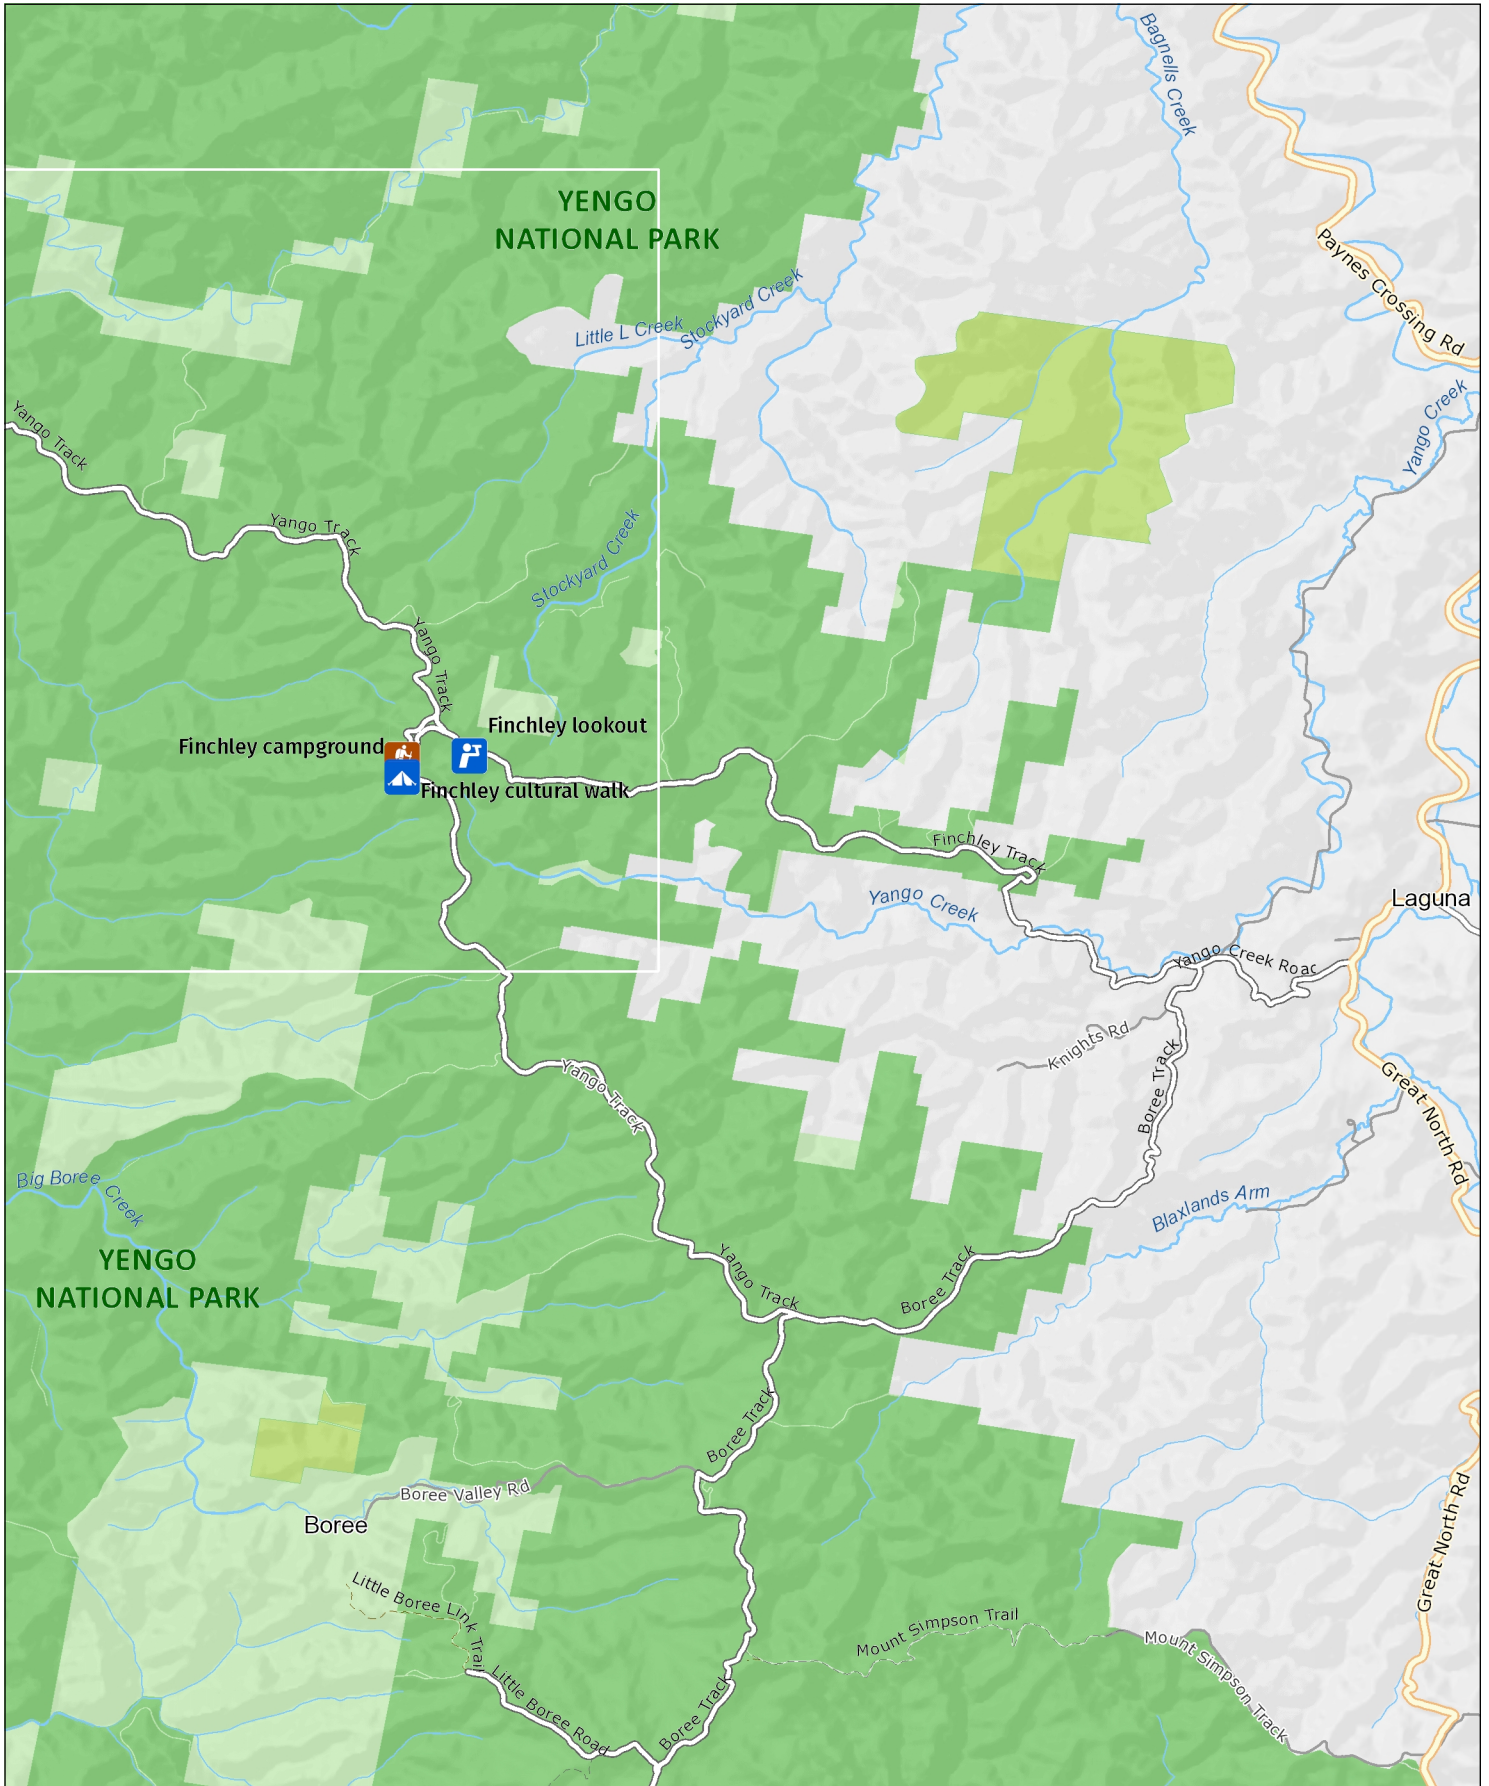 Bagnells Creek
YENGO
NATIONAL PARK
Paynes Crossing Rd
Stockyard Creek
Little L Creek
Yango Creek
Yango Track
Yango Track
Stockyard Creek
Yango Track
Finchley lookout
Finchley campground
Finchley cultural walk
Finchley Track
Yango Creek
Laguna
Yango Creek Roac
Knights Rd
Boree Track
Yango Track
Great North Rd
Big Boree Creek
Blaxlands Arm
YENGO
NATIONAL PARK
Yango Track
Boree Track
Boree Track
Boree Valley Rd
Boree
Great North Rd
Little Boree Link Trail
Mount Simpson Trail
Mount Simpson Track
Little Boree Road
Boree Track